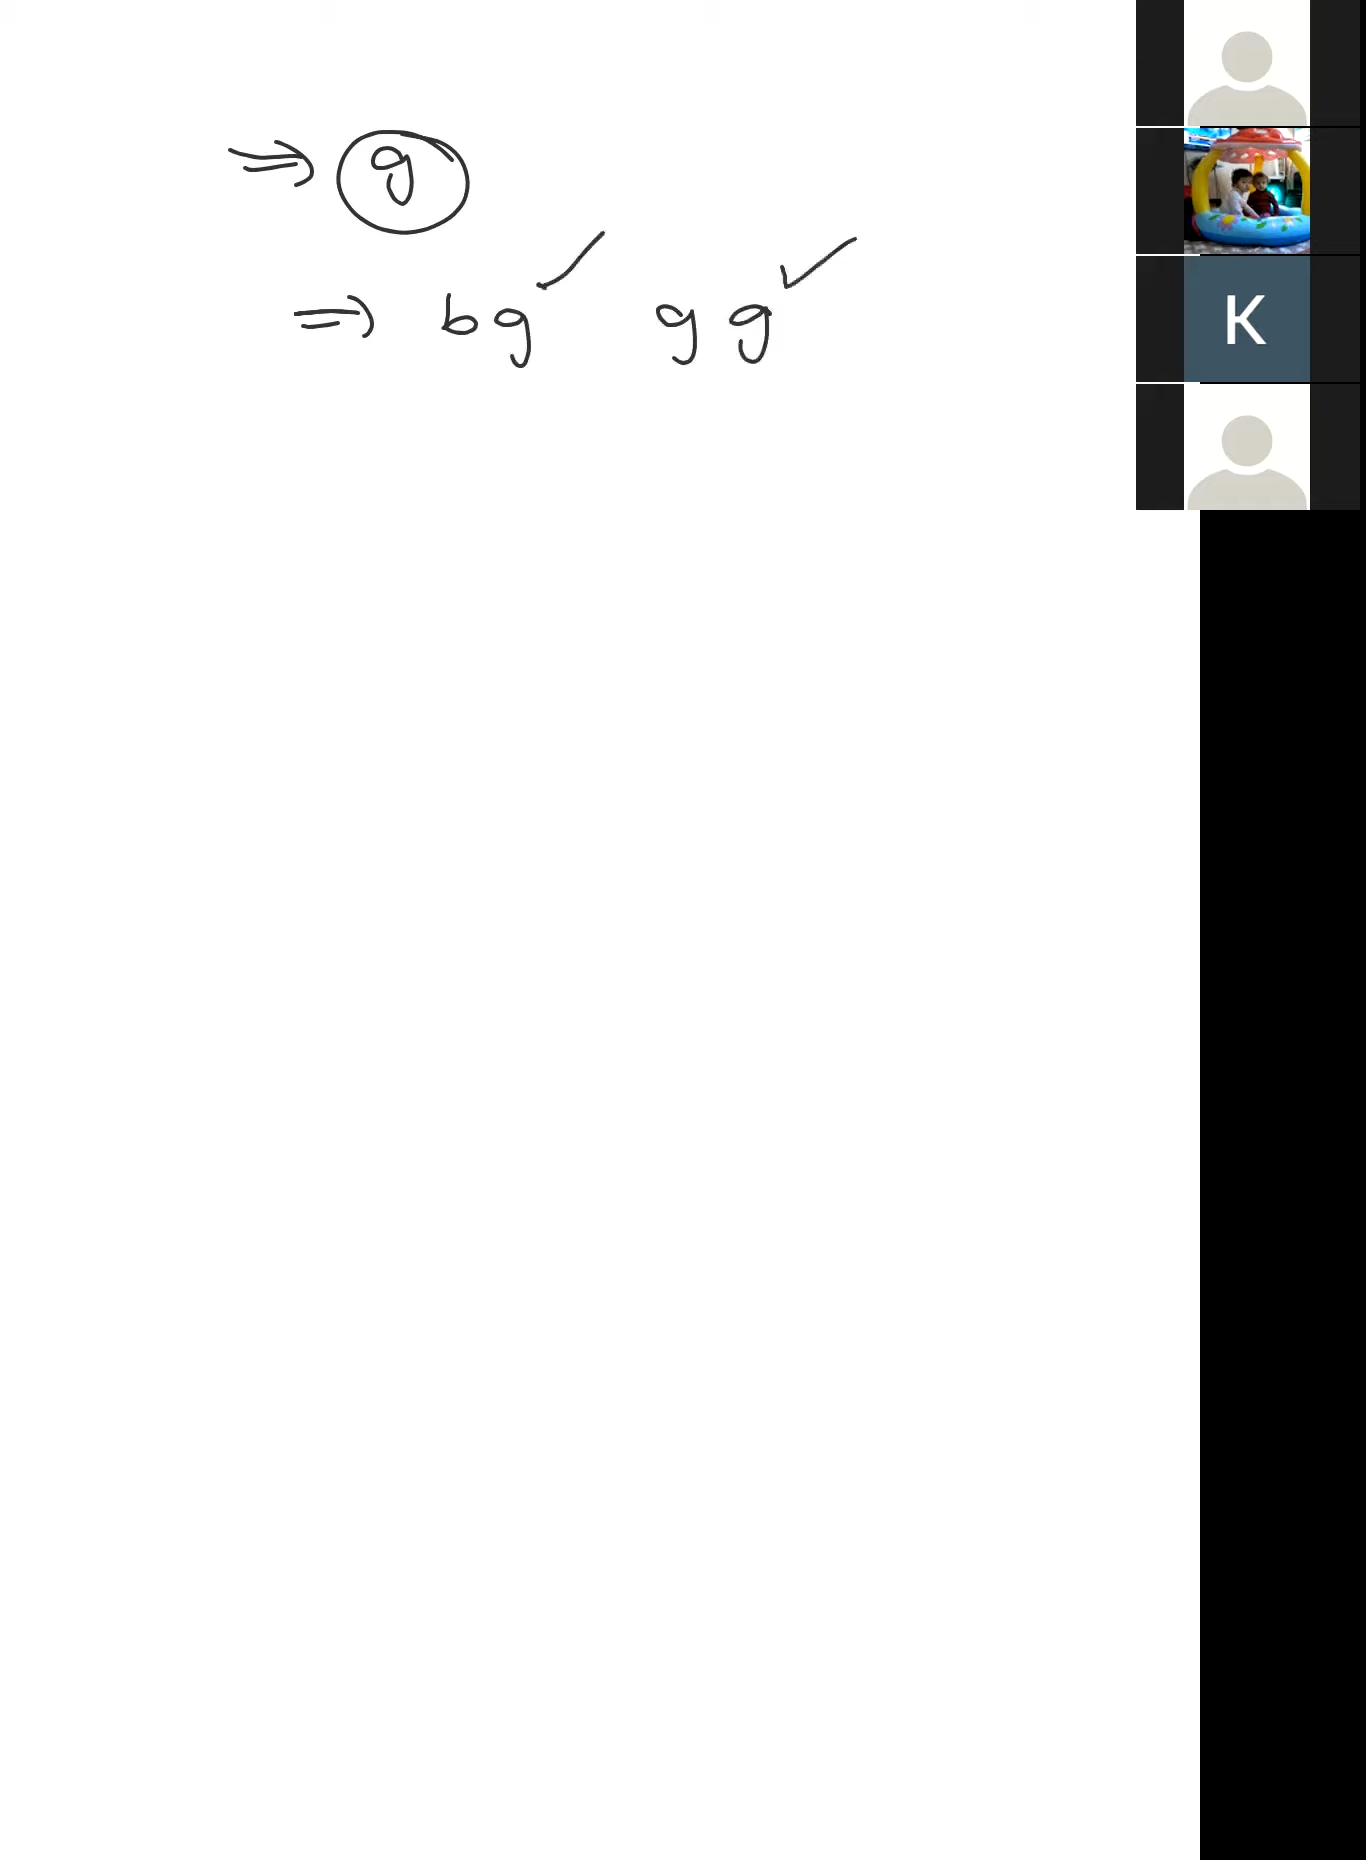 ⇒ g
⇒ bg✓ gg✓
K